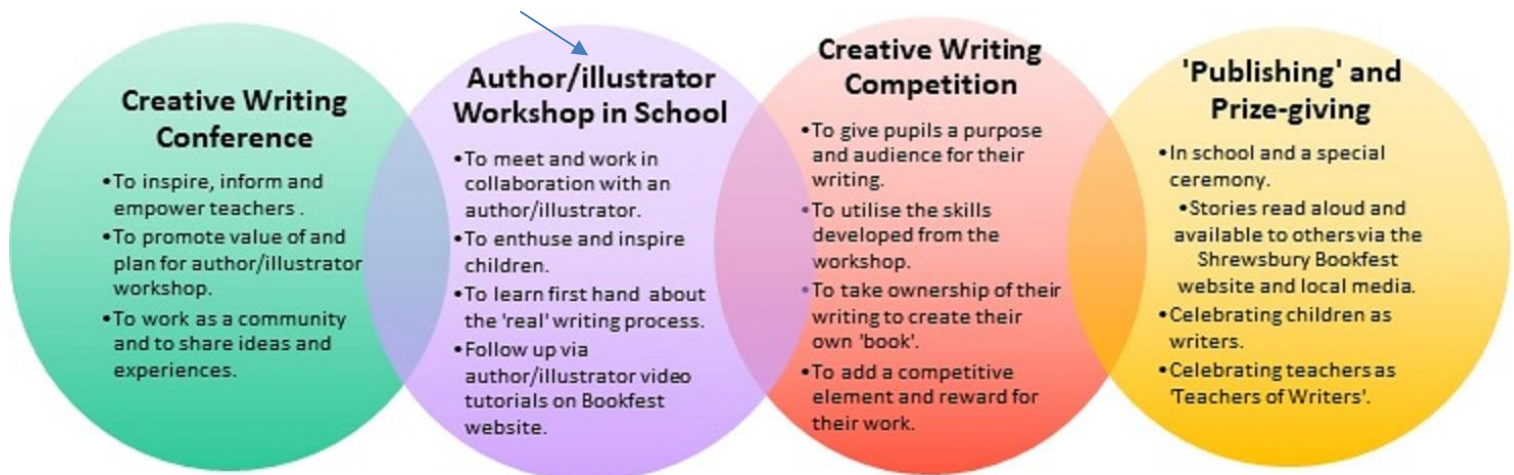 Creative Writing
Conference
•To inspire, inform and
empower teachers .
•To promote value of and
plan for author/illustrator
workshop.
•To work as a community
and to share ideas and
experiences.
Author/illustrator
Workshop in School
•To meet and work in
collaboration with an
author/illustrator.
•To enthuse and inspire
children.
•To learn first hand about
the 'real' writing process.
•Follow up via
author/illustrator video
tutorials on Bookfest
website.
Creative Writing
Competition
•To give pupils a purpose
and audience for their
writing.
•To utilise the skills
developed from the
workshop.
•To take ownership of their
writing to create their
own 'book'.
•To add a competitive
element and reward for
their work.
'Publishing' and
Prize-giving
•In school and a special
ceremony.
•Stories read aloud and
available to others via the
Shrewsbury Bookfest
website and local media.
•Celebrating children as
writers.
•Celebrating teachers as
'Teachers of Writers'.